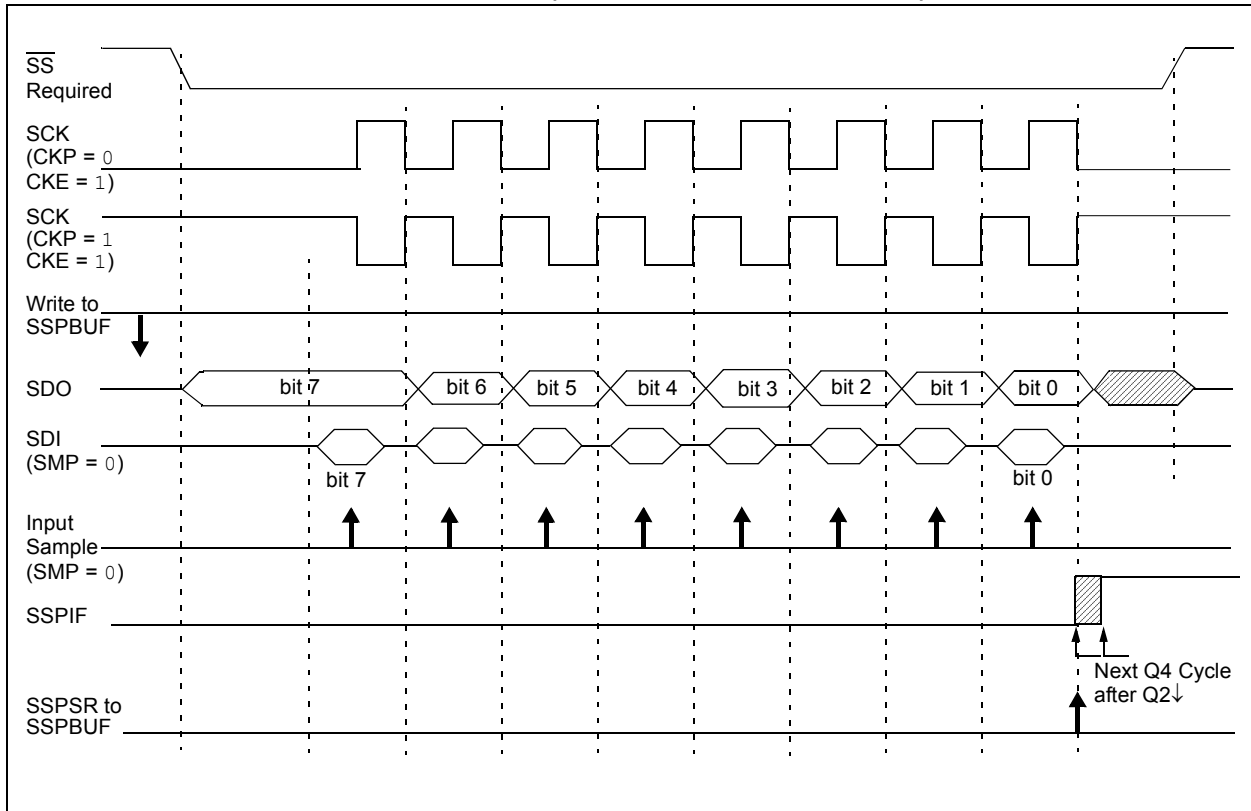 SS
Required
SCK
(CKP = 0
CKE = 1)
SCK
(CKP = 1
CKE = 1)
Write to
SSPBUF
SDO
bit 7
bit 6
bit 5
bit 4
bit 3
bit 2
bit 1
bit 0
SDI
(SMP = 0)
bit 7
bit 0
Input
Sample
(SMP = 0)
SSPIF
Next Q4 Cycle
after Q2↓
SSPSR to
SSPBUF